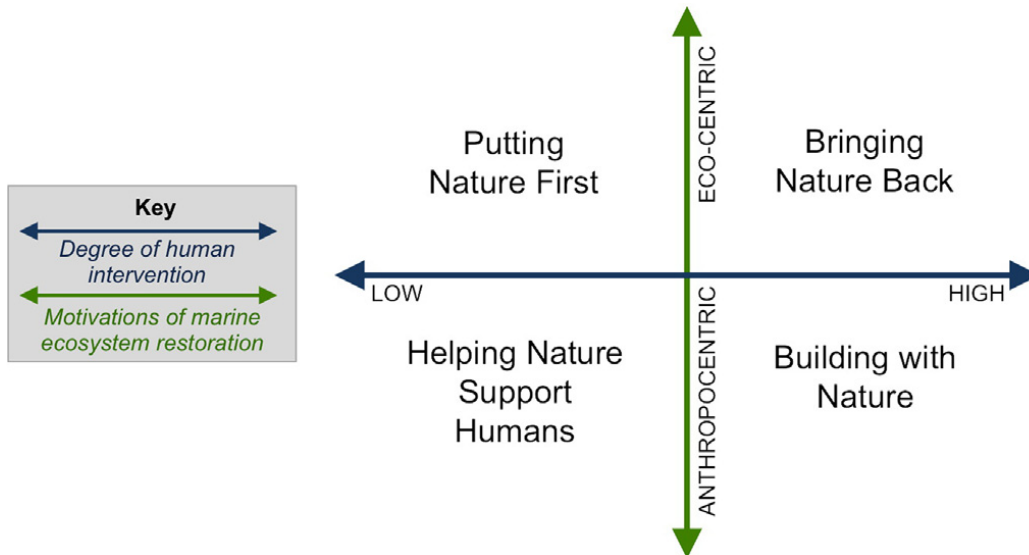 Key
Degree of human
intervention
Motivations of marine
ecosystem restoration
ECO-CENTRIC
Putting
Nature First
Bringing
Nature Back
LOW
HIGH
ANTHROPOCENTRIC
Helping Nature
Support
Humans
Building with
Nature